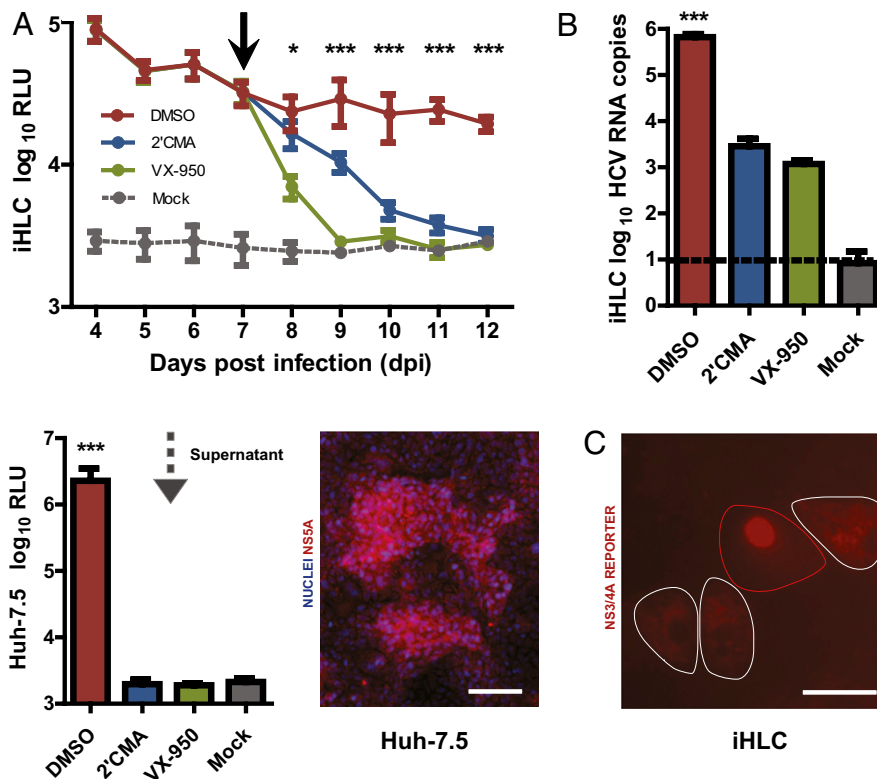 A
iHLC log10 RLU
5
4
3
* *** *** *** ***
DMSO
2'CMA
VX-950
Mock
4 5 6 7 8 9 10 11 12
Days post infection (dpi)
B
iHLC log10 HCV RNA copies
***
6
5
4
3
2
1
0
DMSO
2'CMA
VX-950
Mock
Huh-7.5 log10 RLU
7
6
5
4
3
***
Supernatant
DMSO
2'CMA
VX-950
Mock
NUCLEI NS5A
Huh-7.5
C
NS3/4A REPORTER
iHLC